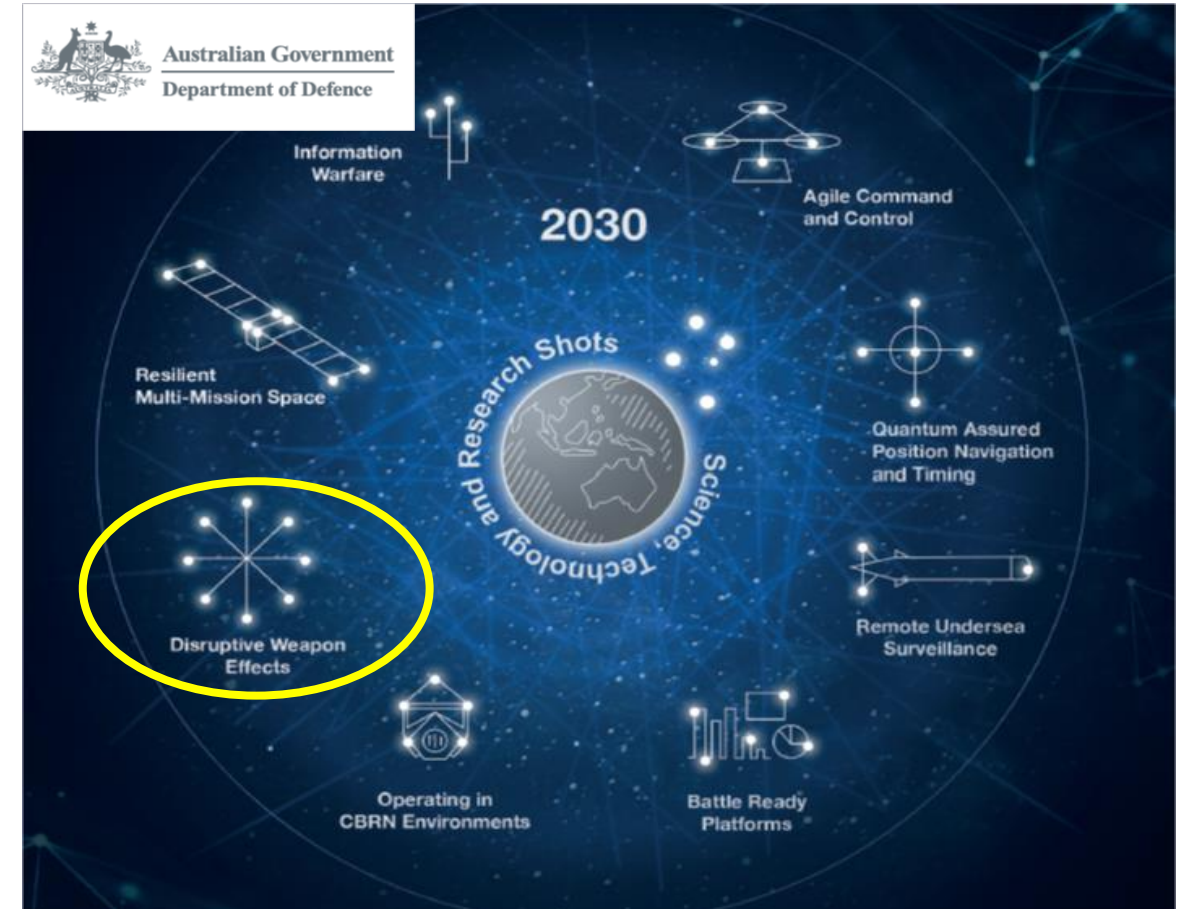 Australian Government
Department of Defence
Information
Warfare
Agile Command
and Control
2030
Resilient
Multi-Mission Space
Science, Technology and Research Shots
Quantum Assured
Position Navigation
and Timing
Disruptive Weapon
Effects
Remote Undersea
Surveillance
Operating in
CBRN Environments
Battle Ready
Platforms